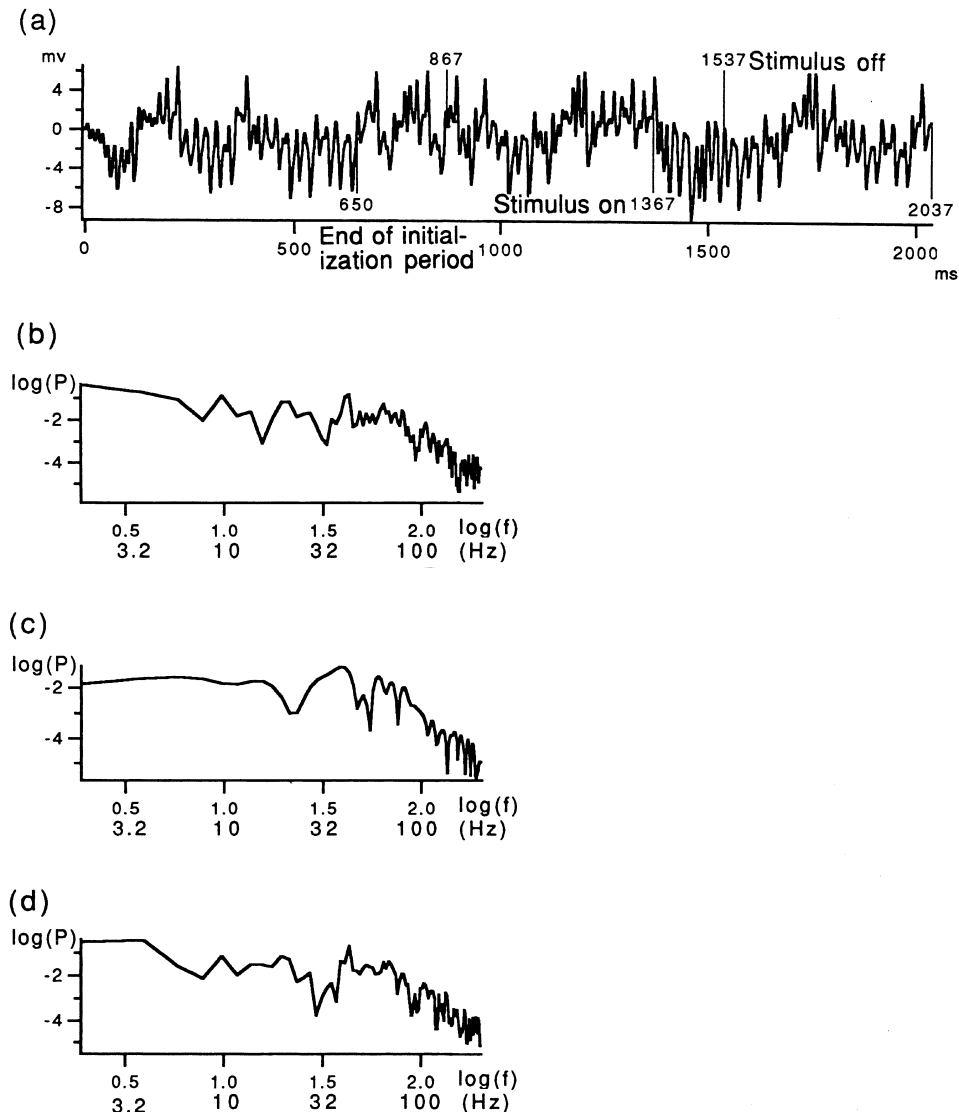 (a)
mv
4
0
-4
-8
867
1537 Stimulus off
650
Stimulus on 1367
2037
0
500
1000
1500
2000
End of initial-
ization period
ms
(b)
log(P)
-2
-4
0.5 1.0 1.5 2.0 log(f)
3.2 10 32 100 (Hz)
(c)
log(P)
-2
-4
0.5 1.0 1.5 2.0 log(f)
3.2 10 32 100 (Hz)
(d)
log(P)
-2
-4
0.5 1.0 1.5 2.0 log(f)
3.2 10 32 100 (Hz)